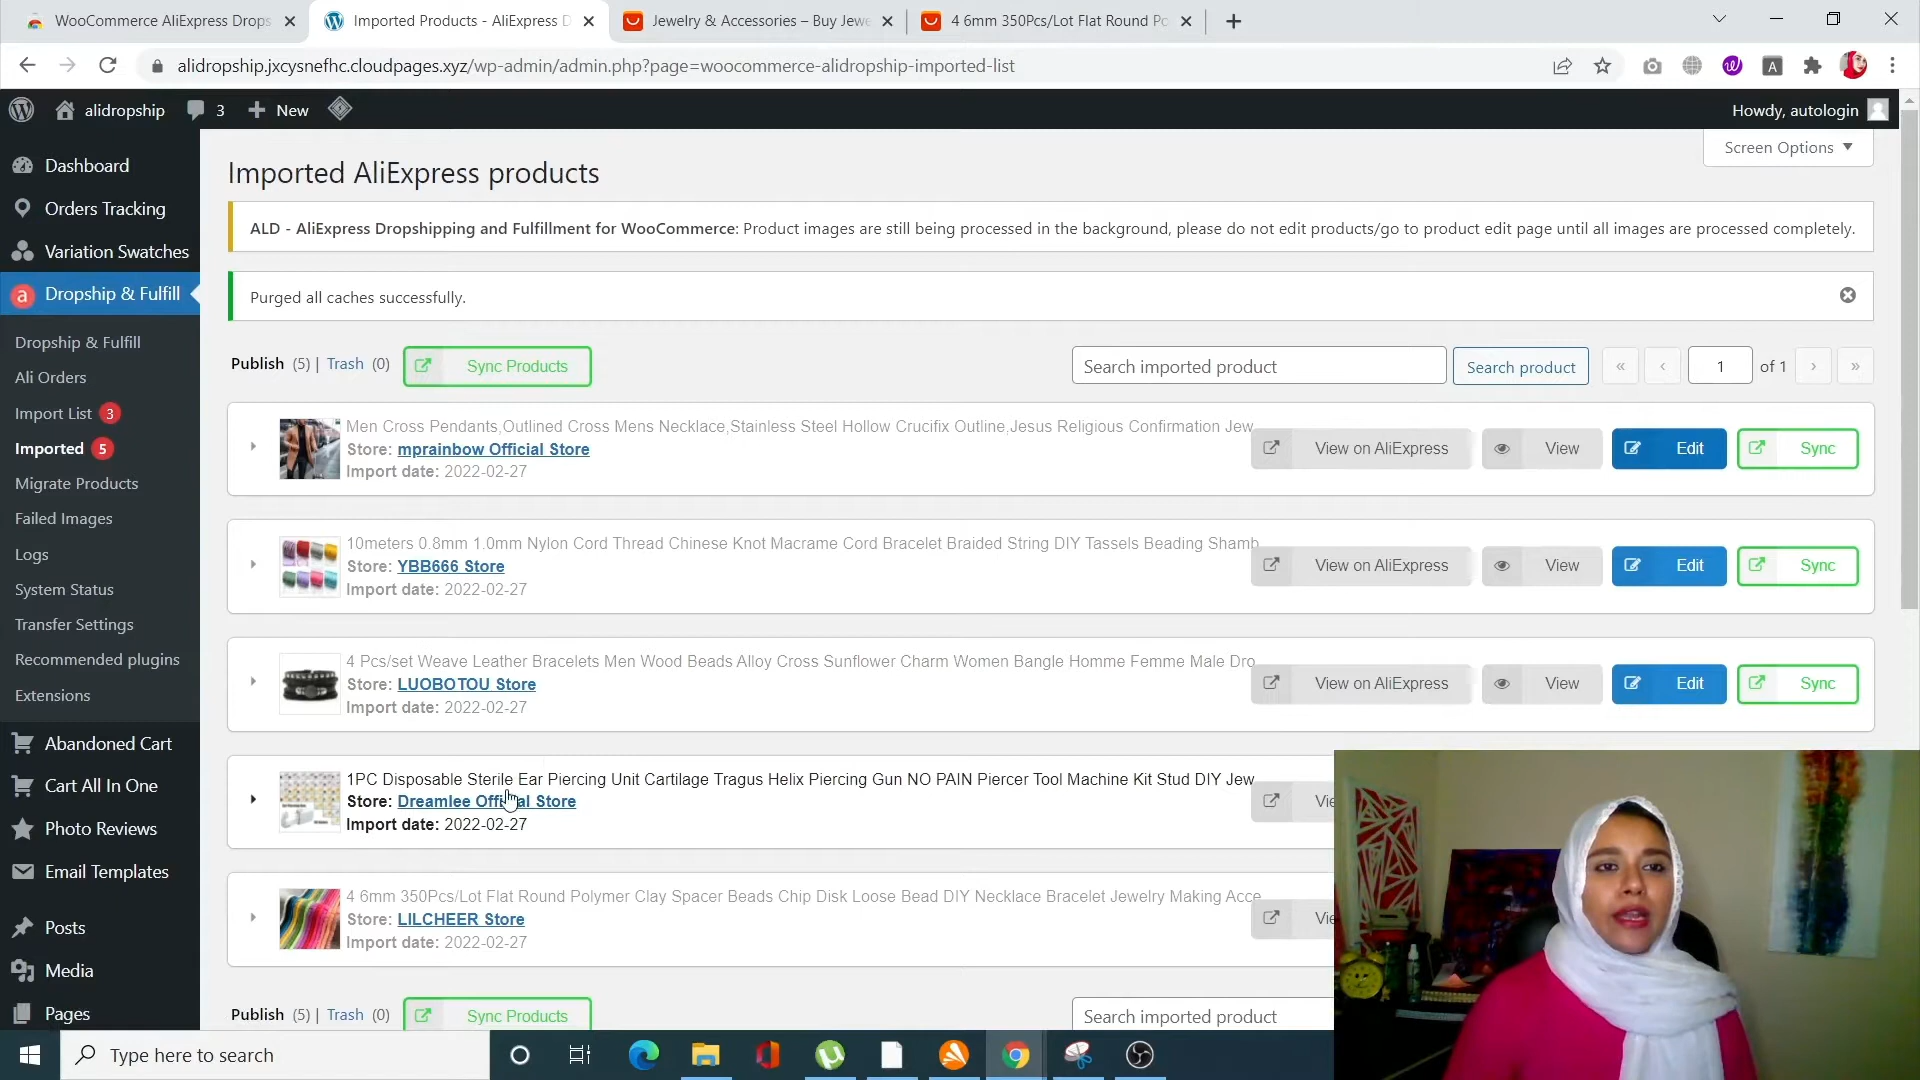 WooCommerce AliExpress Drops
Imported Products - AliExpress D
Jewelry & Accessories – Buy Jewe
4 6mm 350Pcs/Lot Flat Round Po
alidropship.jxcysnefhc.cloudpages.xyz/wp-admin/admin.php?page=woocommerce-alidropship-imported-list
alidropship
3
New
Howdy, autologin
Screen Options
Dashboard
Orders Tracking
Variation Swatches
Dropship & Fulfill
Dropship & Fulfill
Ali Orders
Import List 3
Imported 5
Migrate Products
Failed Images
Logs
System Status
Transfer Settings
Recommended plugins
Extensions
Abandoned Cart
Cart All In One
Photo Reviews
Email Templates
Posts
Media
Pages
Imported AliExpress products
ALD - AliExpress Dropshipping and Fulfillment for WooCommerce: Product images are still being processed in the background, please do not edit products/go to product edit page until all images are processed completely.
Purged all caches successfully.
Publish (5) | Trash (0) Sync Products
Search imported product Search product « ‹ 1 of 1 › »
Men Cross Pendants,Outlined Cross Mens Necklace,Stainless Steel Hollow Crucifix Outline,Jesus Religious Confirmation Jew
Store: mprainbow Official Store
Import date: 2022-02-27
View on AliExpress View Edit Sync
10meters 0.8mm 1.0mm Nylon Cord Thread Chinese Knot Macrame Cord Bracelet Braided String DIY Tassels Beading Shamb
Store: YBB666 Store
Import date: 2022-02-27
View on AliExpress View Edit Sync
4 Pcs/set Weave Leather Bracelets Men Wood Beads Alloy Cross Sunflower Charm Women Bangle Homme Femme Male Dro
Store: LUOBOTOU Store
Import date: 2022-02-27
View on AliExpress View Edit Sync
1PC Disposable Sterile Ear Piercing Unit Cartilage Tragus Helix Piercing Gun NO PAIN Piercer Tool Machine Kit Stud DIY Jew
Store: Dreamlee Official Store
Import date: 2022-02-27
Vie
4 6mm 350Pcs/Lot Flat Round Polymer Clay Spacer Beads Chip Disk Loose Bead DIY Necklace Bracelet Jewelry Making Acce
Store: LILCHEER Store
Import date: 2022-02-27
Vie
Publish (5) | Trash (0) Sync Products
Search imported product
Type here to search